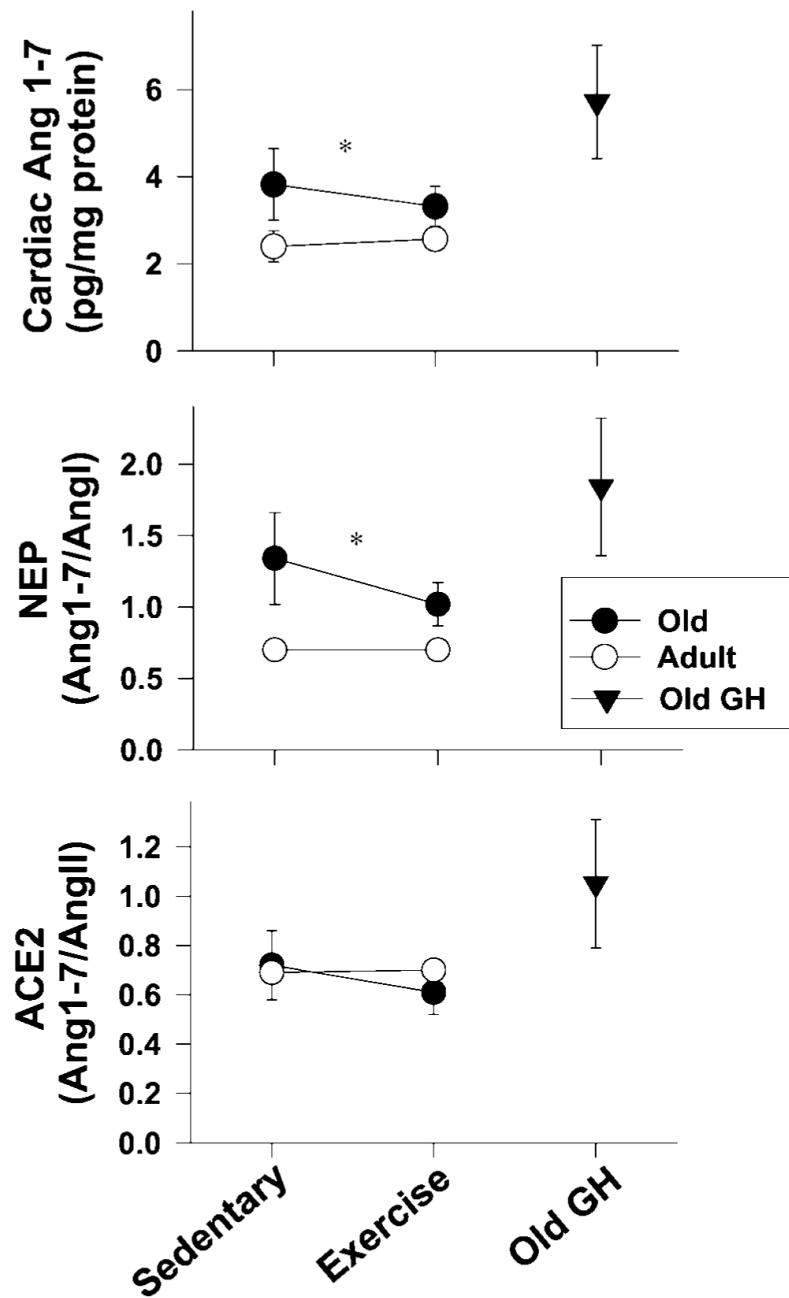 Cardiac Ang 1-7
(pg/mg protein)
6
4
2
0
*
NEP
(Ang1-7/AngI)
2.0
1.5
1.0
0.5
0.0
*
Old
Adult
Old GH
ACE2
(Ang1-7/AngII)
1.2
1.0
0.8
0.6
0.4
0.2
0.0
Sedentary
Exercise
Old GH